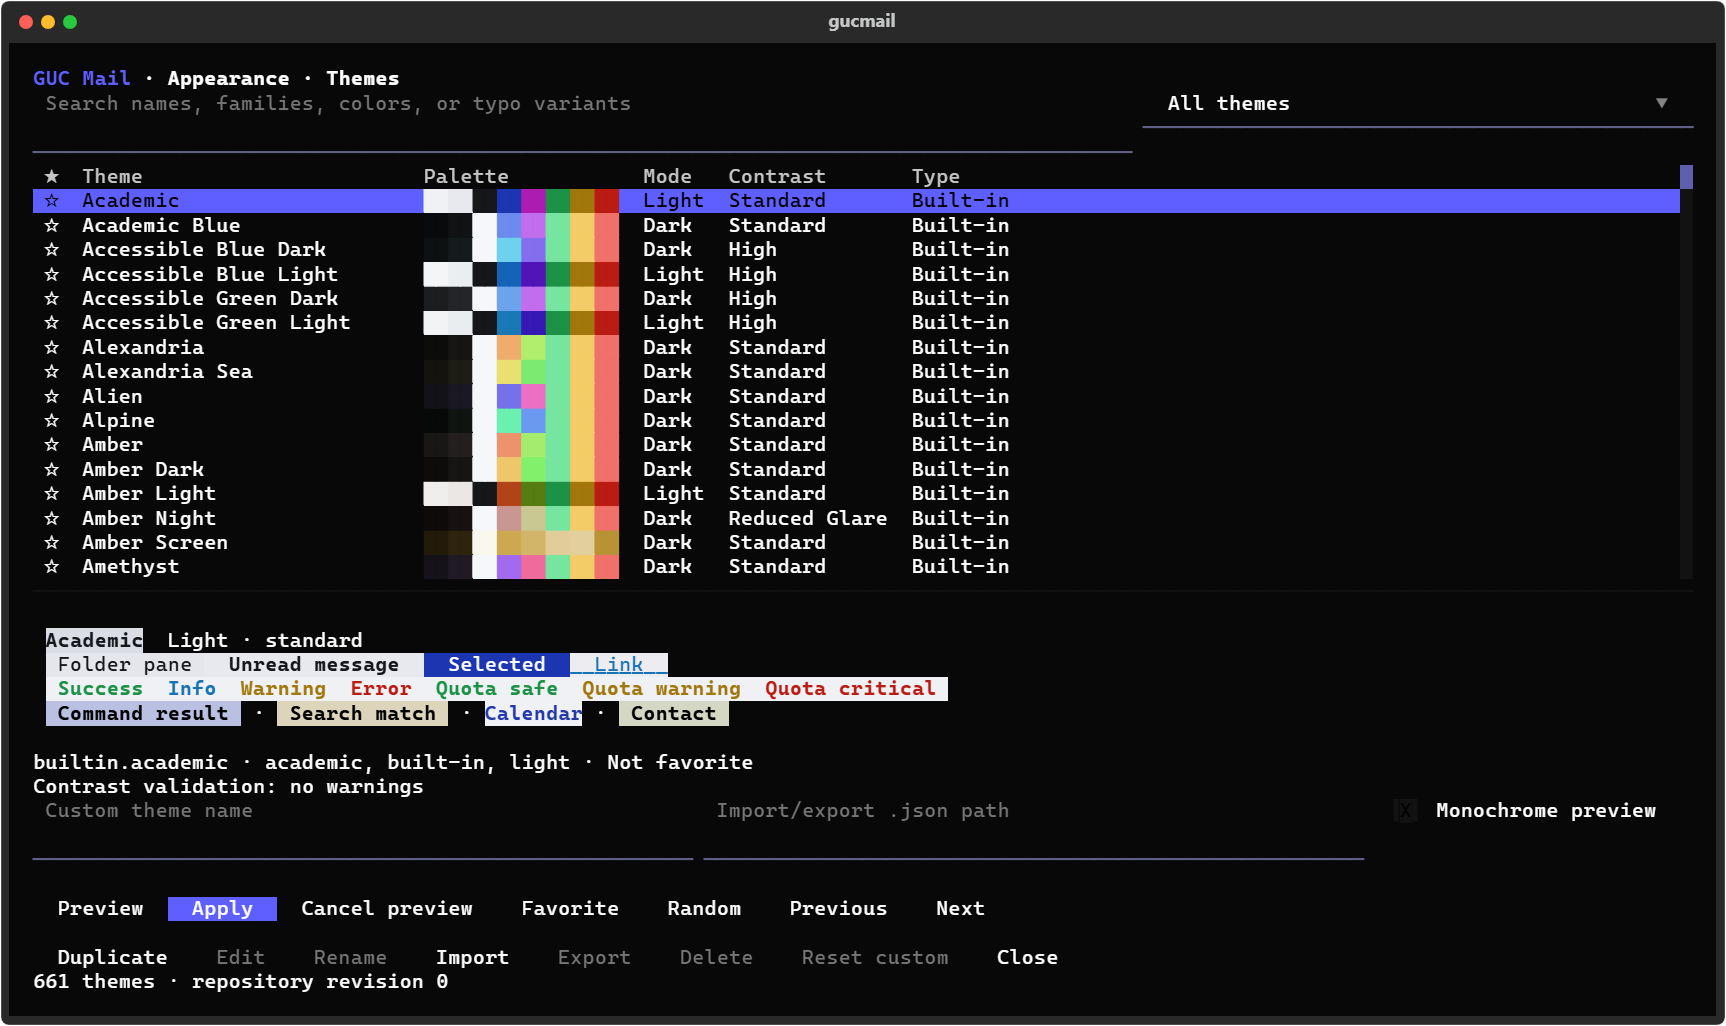 gucmail
GUC Mail · Appearance · Themes
Search names, families, colors, or typo variants
All themes ▼
★ Theme Palette Mode Contrast Type
☆ Academic Light Standard Built-in
☆ Academic Blue Dark Standard Built-in
☆ Accessible Blue Dark Dark High Built-in
☆ Accessible Blue Light Light High Built-in
☆ Accessible Green Dark Dark High Built-in
☆ Accessible Green Light Light High Built-in
☆ Alexandria Dark Standard Built-in
☆ Alexandria Sea Dark Standard Built-in
☆ Alien Dark Standard Built-in
☆ Alpine Dark Standard Built-in
☆ Amber Dark Standard Built-in
☆ Amber Dark Dark Standard Built-in
☆ Amber Light Light Standard Built-in
☆ Amber Night Dark Reduced Glare Built-in
☆ Amber Screen Dark Standard Built-in
☆ Amethyst Dark Standard Built-in
Academic Light · standard
Folder pane Unread message Selected Link
Success Info Warning Error Quota safe Quota warning Quota critical
Command result · Search match · Calendar · Contact
builtin.academic · academic, built-in, light · Not favorite
Contrast validation: no warnings
Custom theme name Import/export .json path X Monochrome preview
Preview Apply Cancel preview Favorite Random Previous Next
Duplicate Edit Rename Import Export Delete Reset custom Close
661 themes · repository revision 0